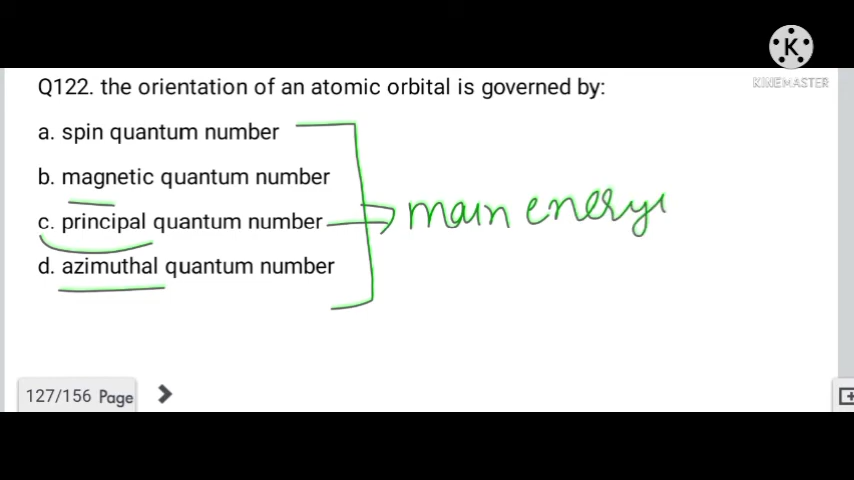 K
KINEMASTER
Q122. the orientation of an atomic orbital is governed by:
a. spin quantum number
b. magnetic quantum number
c. principal quantum number
d. azimuthal quantum number
main energy
127/156 Page